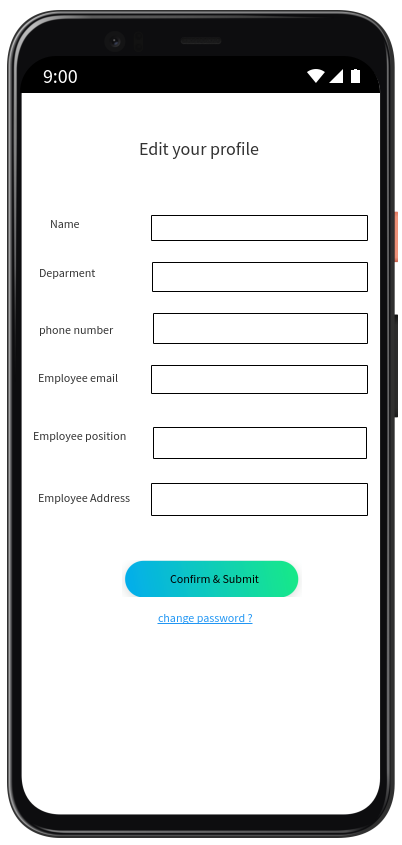 9:00
Edit your profile
Name
Deparment
phone number
Employee email
Employee position
Employee Address
Confirm & Submit
change password ?